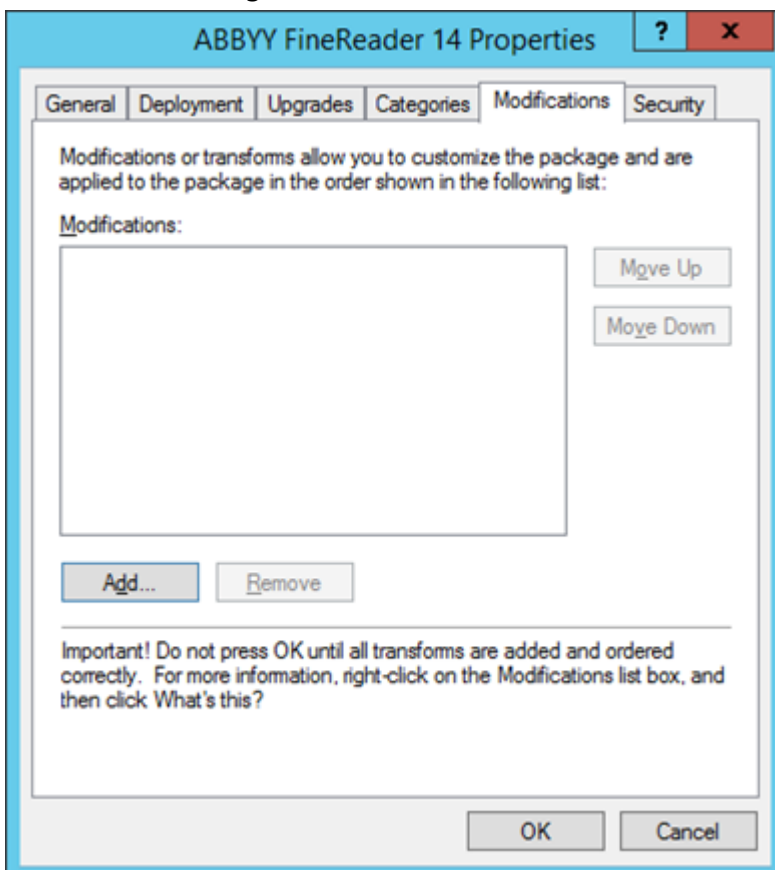 ABBYY FineReader 14 Properties ? x
General Deployment Upgrades Categories Modifications Security
Modifications or transforms allow you to customize the package and are
applied to the package in the order shown in the following list:
Modifications:
Move Up
Move Down
Add... Remove
Important! Do not press OK until all transforms are added and ordered
correctly. For more information, right-click on the Modifications list box, and
then click What's this?
OK Cancel